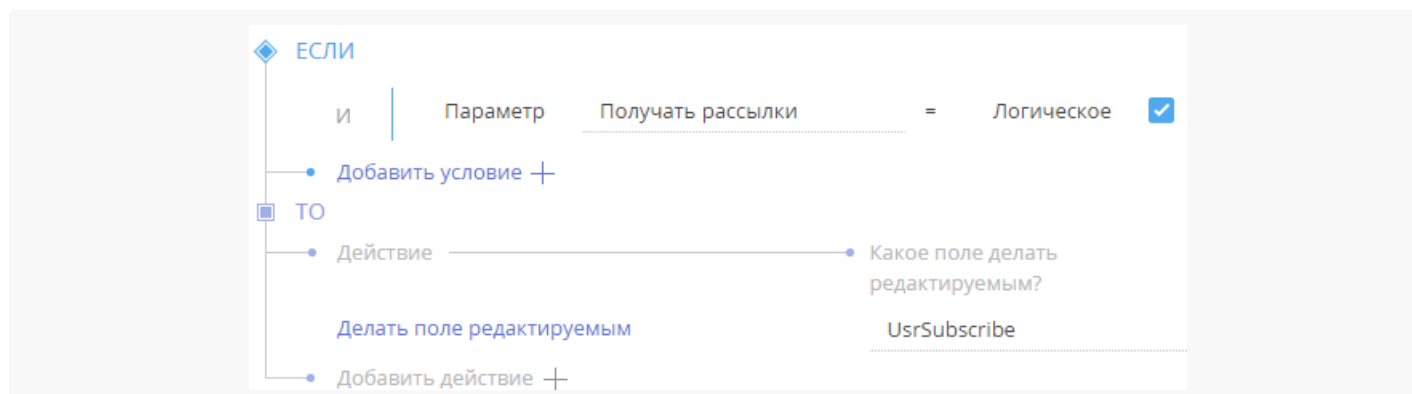 ЕСЛИ
И Параметр Получать рассылки = Логическое
Добавить условие
ТО
Действие Какое поле делать
редактируемым?
Делать поле редактируемым UsrSubscribe
Добавить действие